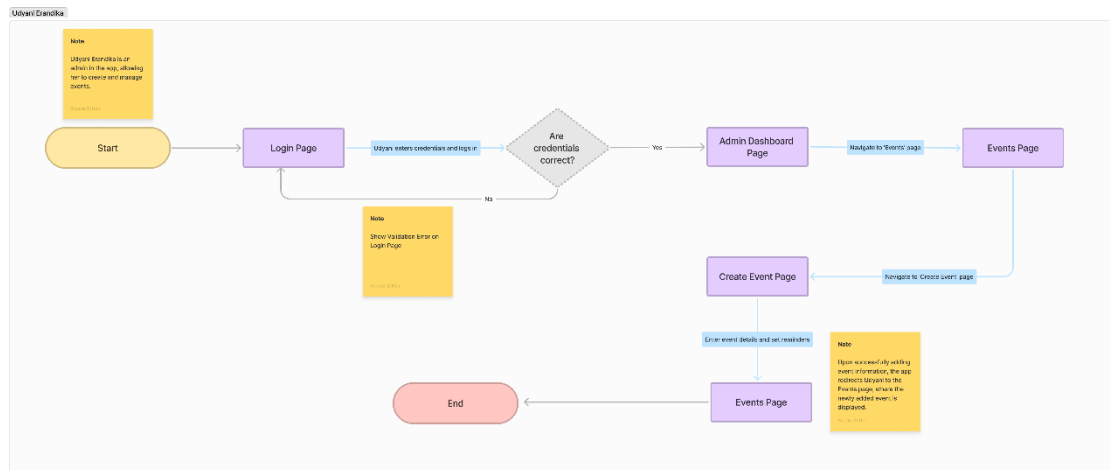 Udyani Erandika
Note
Udyani Erandika is an
admin in the app, allowing
her to create and manage
events.
Start
Login Page
Udyani enters credentials and logs in
Are
credentials
correct?
Yes
Admin Dashboard
Page
Navigate to 'Events' page
Events Page
No
Note
Show Validation Error on
Login Page
Create Event Page
Navigate to 'Create Event' page
Enter event details and set reminders
Note
Upon successfully adding
event information, the app
redirects Udyani to the
Events page, where the
newly added event is
displayed.
End
Events Page